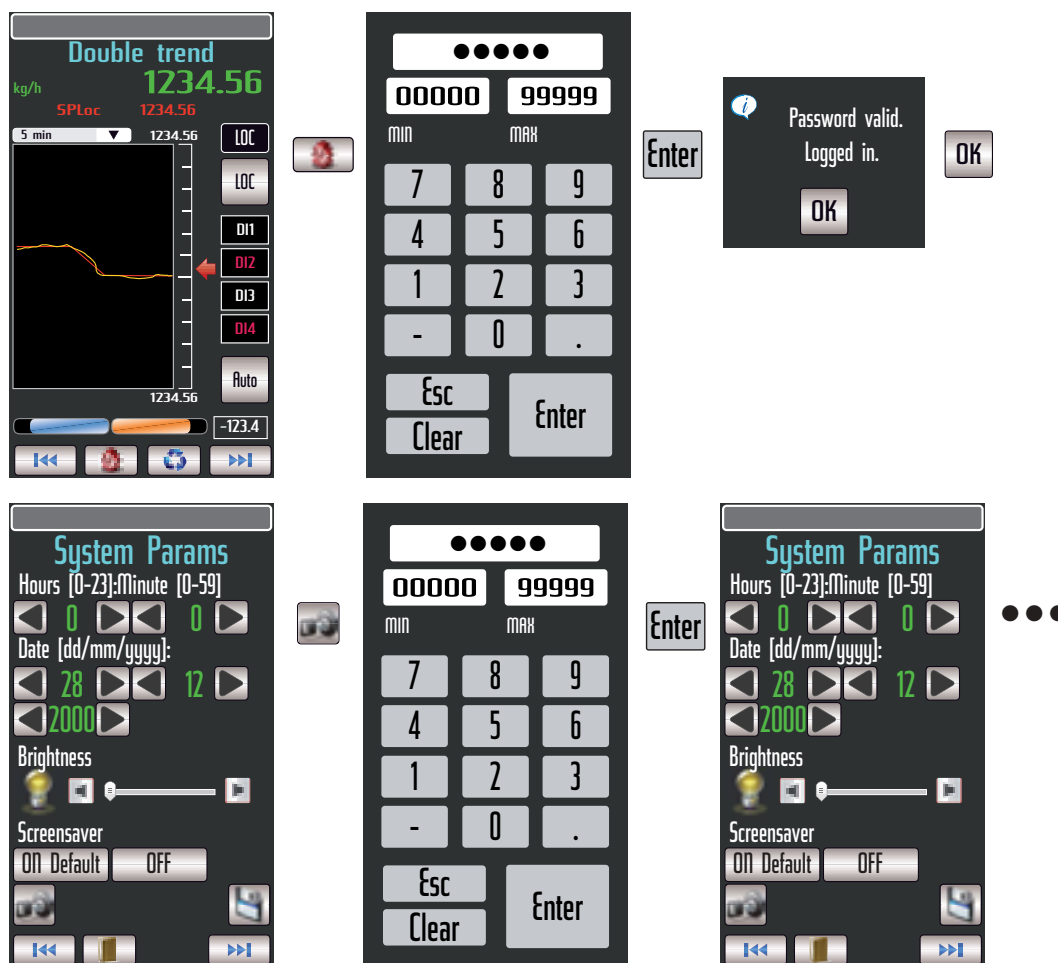 Double trend
kg/h 1234.56
SPLoc 1234.56
5 min 1234.56 LOC
LOC
DI1
DI2
DI3
DI4
Auto
1234.56
-123.4
●●●●●
00000 99999
MIN MAX
7 8 9
4 5 6
1 2 3
- 0 .
Esc
Clear
Enter
Enter
Password valid.
Logged in.
OK
OK
System Params
Hours [0-23]:Minute [0-59]
0 0
Date [dd/mm/yyyy]:
28 12
2000
Brightness
Screensaver
ON Default OFF
●●●●●
00000 99999
MIN MAX
7 8 9
4 5 6
1 2 3
- 0 .
Esc
Clear
Enter
Enter
System Params
Hours [0-23]:Minute [0-59]
0 0
Date [dd/mm/yyyy]:
28 12
2000
Brightness
Screensaver
ON Default OFF
●●●